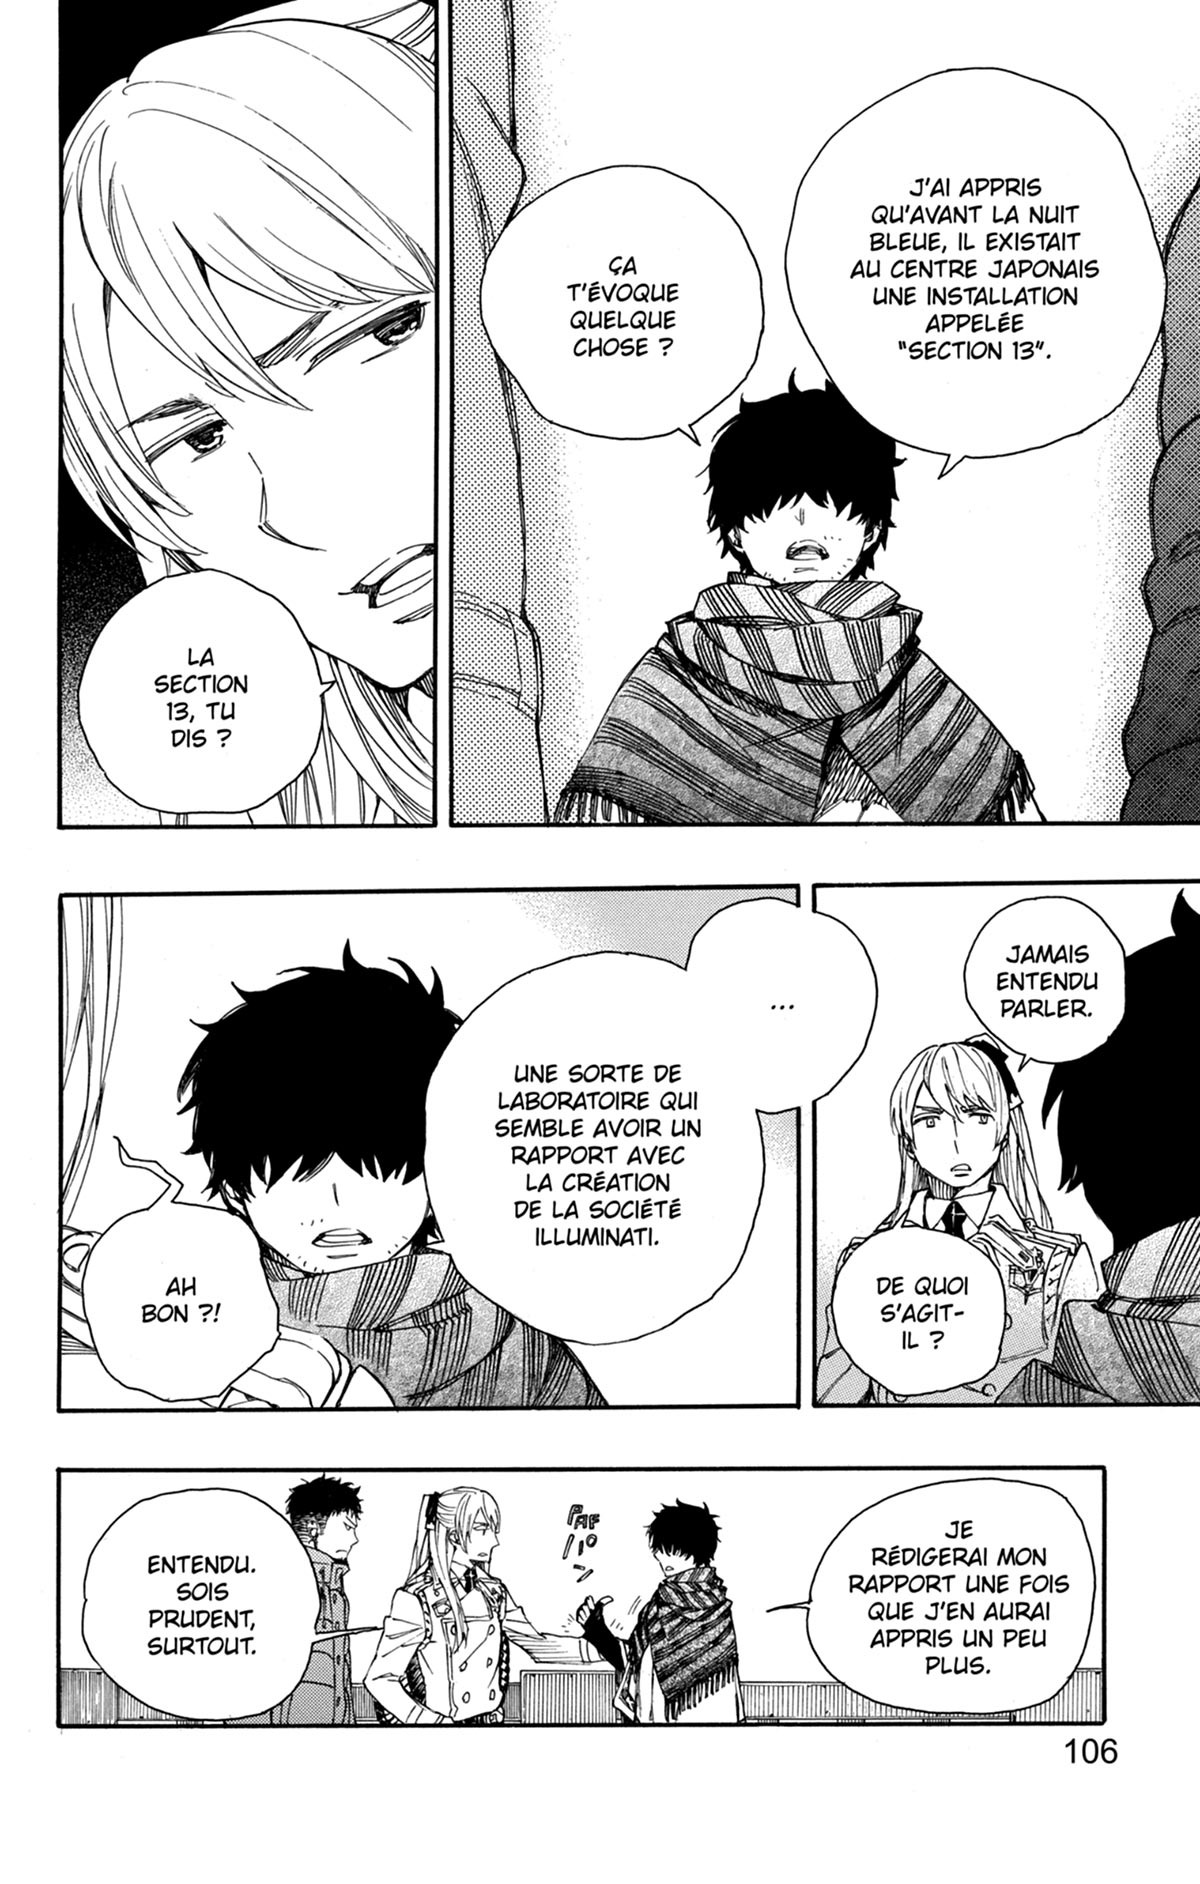 J'AI APPRIS
QU'AVANT LA NUIT
BLEUE, IL EXISTAIT
AU CENTRE JAPONAIS
UNE INSTALLATION
APPELÉE
"SECTION 13".
ÇA
T'ÉVOQUE
QUELQUE
CHOSE ?
LA
SECTION
13, TU
DIS ?
JAMAIS
ENTENDU
PARLER.
DE QUOI
S'AGIT-
IL ?
...
UNE SORTE DE
LABORATOIRE QUI
SEMBLE AVOIR UN
RAPPORT AVEC
LA CRÉATION
DE LA SOCIÉTÉ
ILLUMINATI.
AH
BON ?!
JE
RÉDIGERAI MON
RAPPORT UNE FOIS
QUE J'EN AURAI
APPRIS UN PEU
PLUS.
PAF
ENTENDU.
SOIS
PRUDENT,
SURTOUT.
106